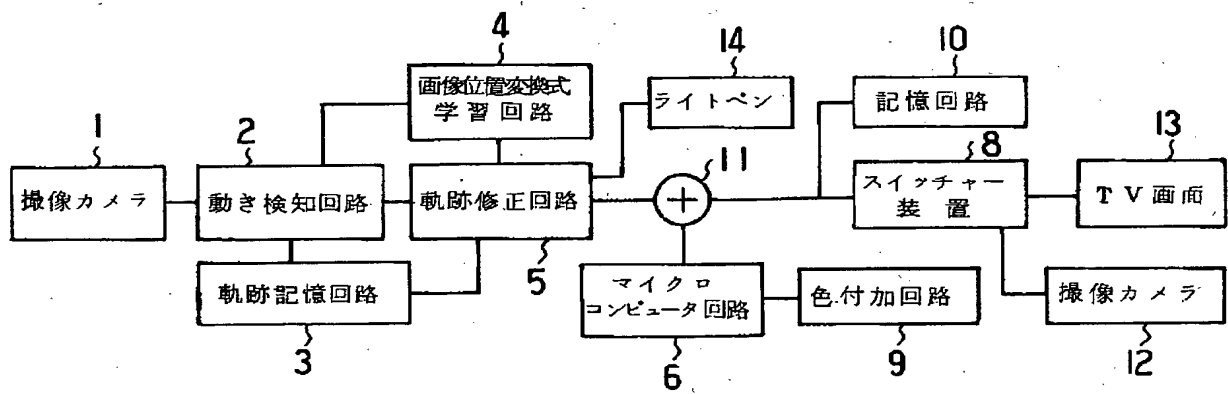 4
画像位置変換式
学習回路
14
ライトペン
10
記憶回路
1
撮像カメラ
2
動き検知回路
軌跡修正回路
5
11
+
8
スイッチャー
装置
13
TV画面
軌跡記憶回路
3
マイクロ
コンピュータ回路
6
色付加回路
9
撮像カメラ
12